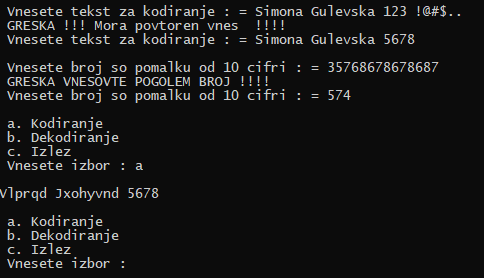 Vnesete tekst za kodiranje : = Simona Gulevska 123 !@#$..
GRESKA !!! Mora povtoren vnes  !!!!
Vnesete tekst za kodiranje : = Simona Gulevska 5678
Vnesete broj so pomalku od 10 cifri : = 35768678678687
GRESKA VNESOVTE POGOLEM BROJ !!!!
Vnesete broj so pomalku od 10 cifri : = 574
a. Kodiranje
b. Dekodiranje
c. Izlez
Vnesete izbor : a
Vlprqd Jxohyvnd 5678
a. Kodiranje
b. Dekodiranje
c. Izlez
Vnesete izbor :